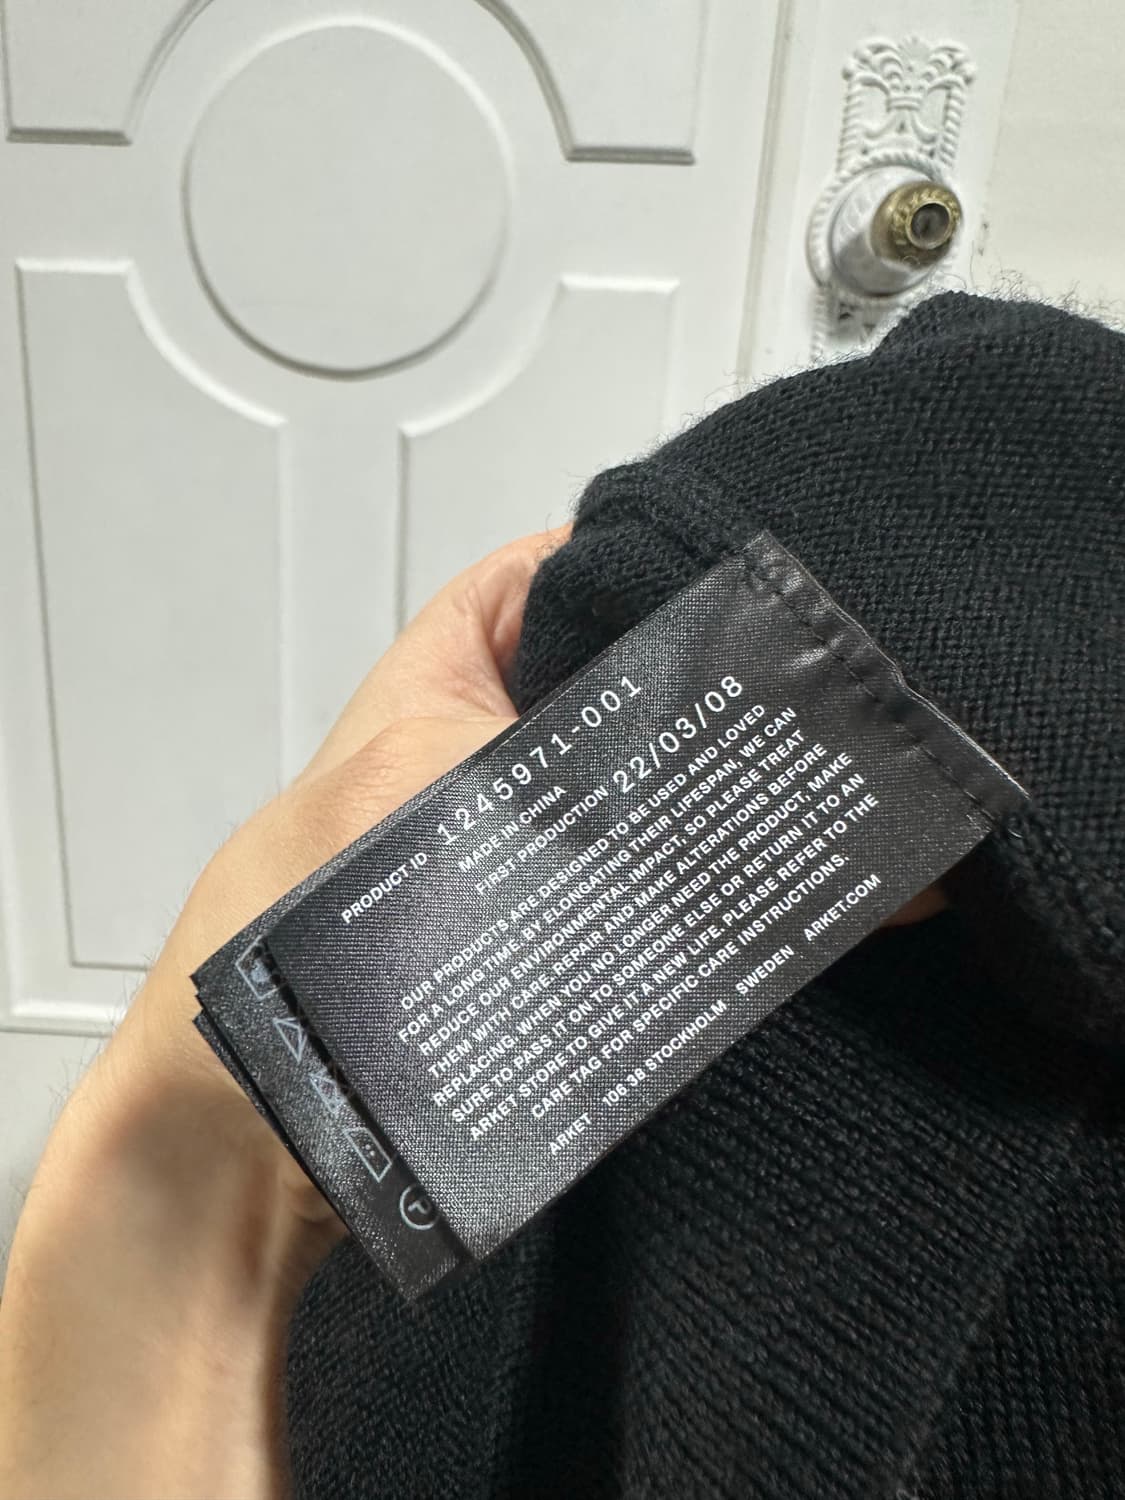 PRODUCT ID 1245971-001
MADE IN CHINA
FIRST PRODUCTION 22/03/08
OUR PRODUCTS ARE DESIGNED TO BE USED AND LOVED
FOR A LONG TIME. BY ELONGATING THEIR LIFESPAN, WE CAN
REDUCE OUR ENVIRONMENTAL IMPACT, SO PLEASE TREAT
THEM WITH CARE. REPAIR AND MAKE ALTERATIONS BEFORE
REPLACING. WHEN YOU NO LONGER NEED THE PRODUCT, MAKE
SURE TO PASS IT ON TO SOMEONE ELSE OR RETURN IT TO AN
ARKET STORE TO GIVE IT A NEW LIFE. PLEASE REFER TO THE
CARE TAG FOR SPECIFIC CARE INSTRUCTIONS.
ARKET 106 38 STOCKHOLM SWEDEN ARKET.COM